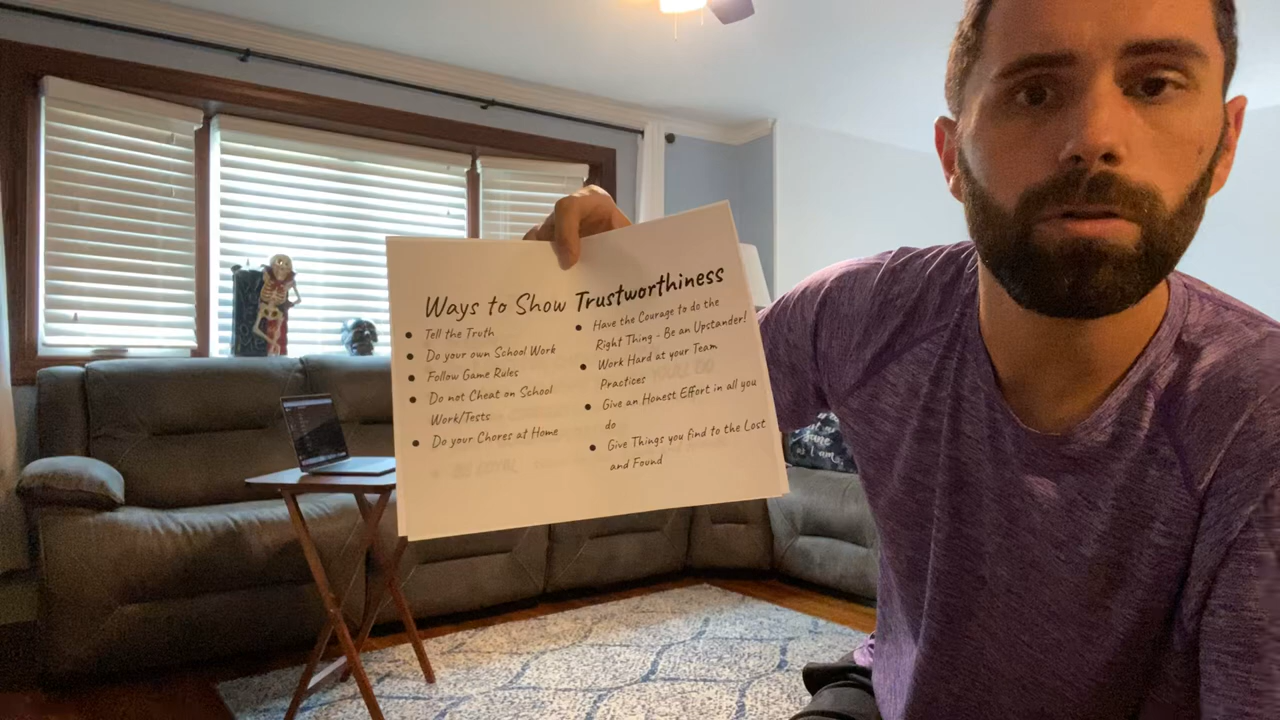 Ways to Show Trustworthiness
• Tell the Truth
• Do your own School Work
• Follow Game Rules
• Do not Cheat on School
Work/Tests
• Do your Chores at Home
• Have the Courage to do the
Right Thing - Be an Upstander!
• Work Hard at your Team
Practices
• Give an Honest Effort in all you
do
• Give Things you find to the Lost
and Found
same
as I am